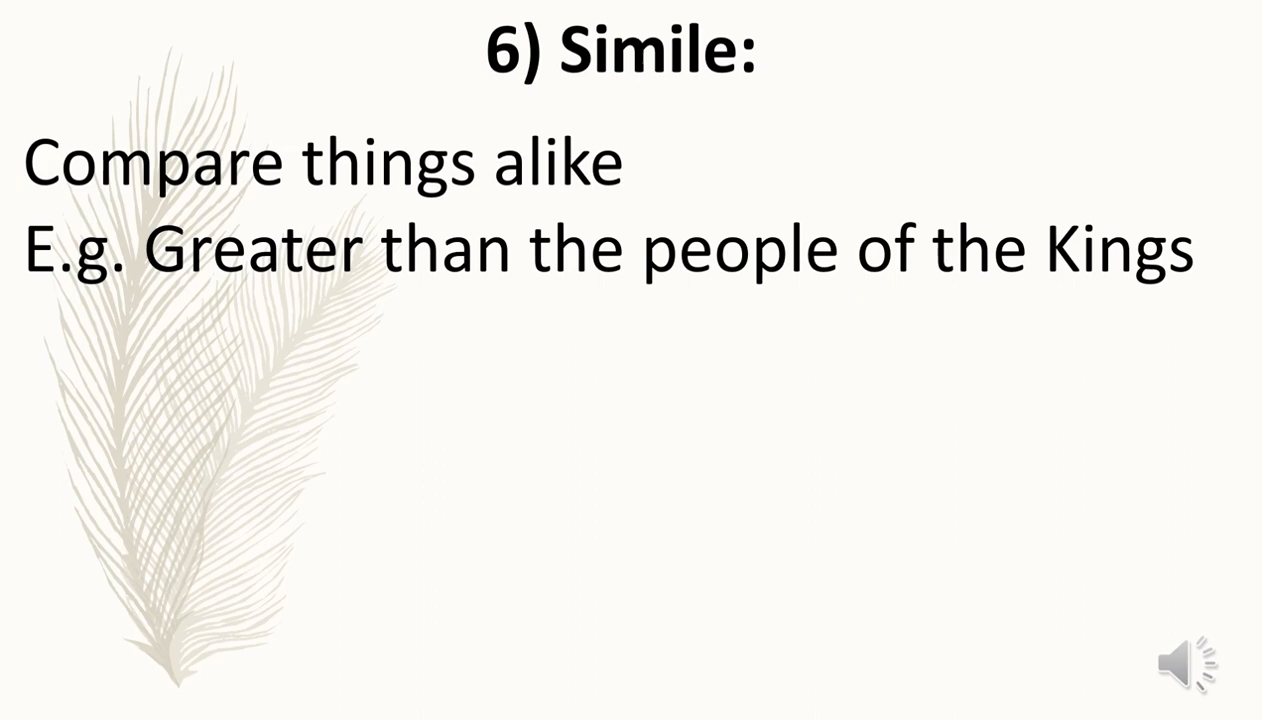 6) Simile:
Compare things alike
E.g. Greater than the people of the Kings